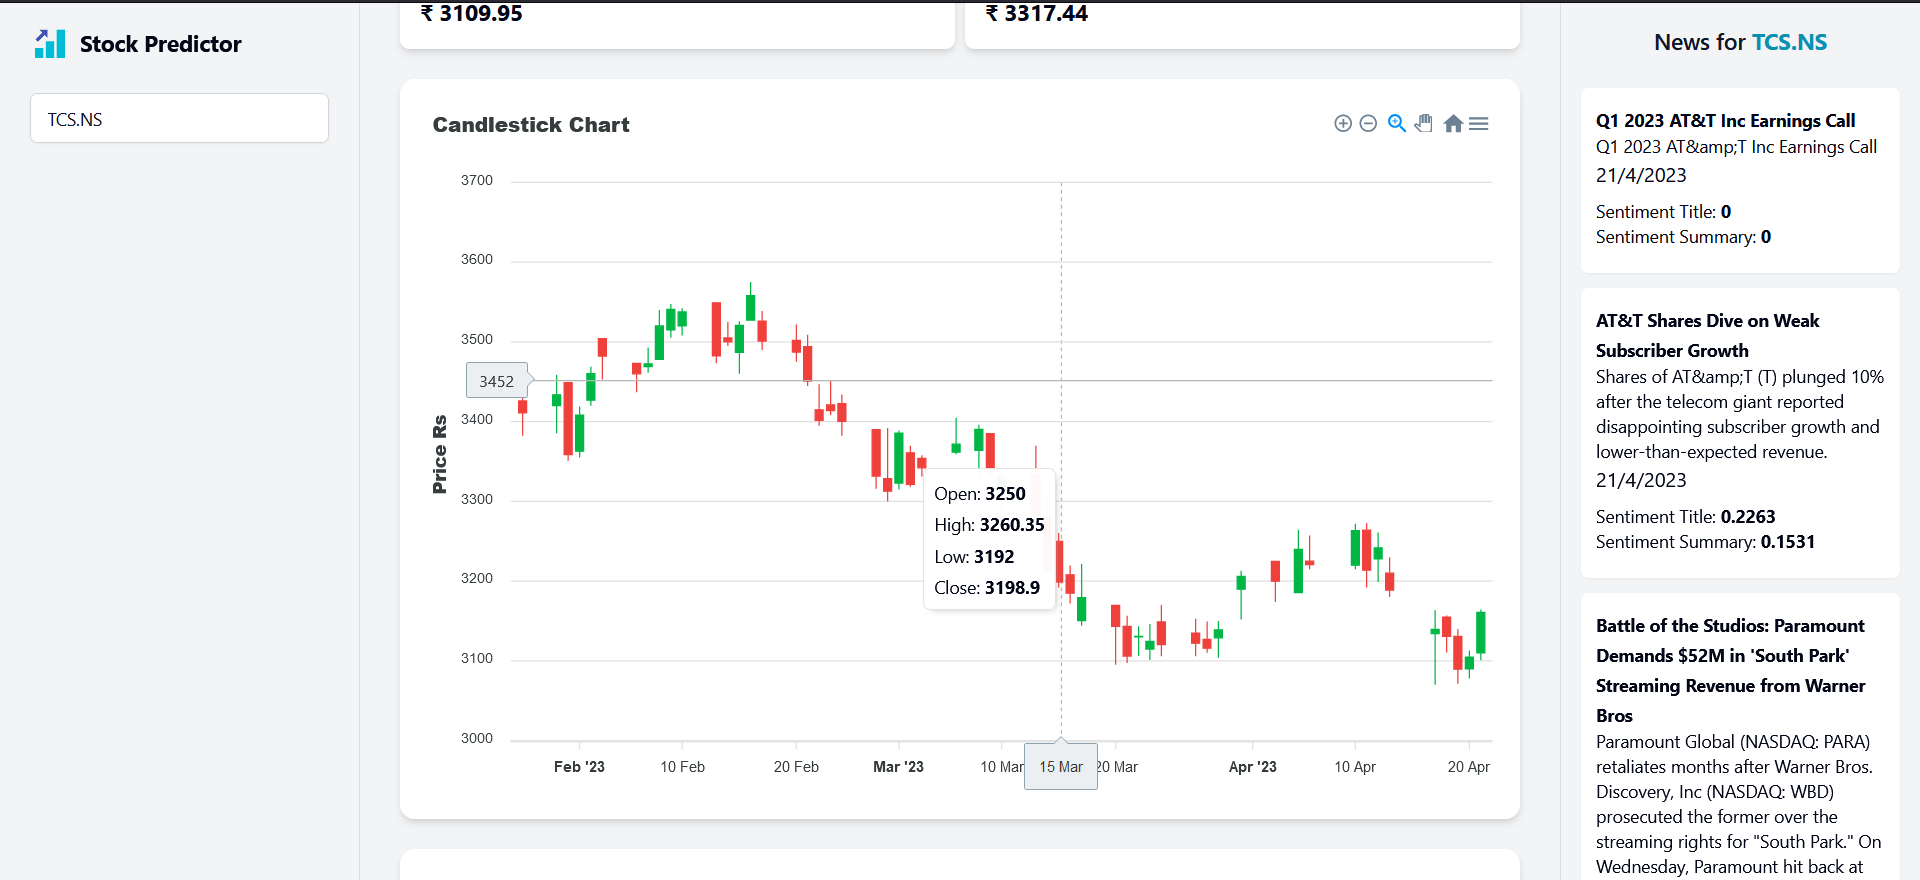 Stock Predictor
TCS.NS
₹ 3109.95
₹ 3317.44
Candlestick Chart
Price Rs
3700
3600
3500
3452
3400
3300
3200
3100
3000
Open: 3250
High: 3260.35
Low: 3192
Close: 3198.9
Feb '23
10 Feb
20 Feb
Mar '23
10 Mar
15 Mar
20 Mar
Apr '23
10 Apr
20 Apr
News for TCS.NS
Q1 2023 AT&T Inc Earnings Call
Q1 2023 AT&amp;T Inc Earnings Call
21/4/2023
Sentiment Title: 0
Sentiment Summary: 0
AT&T Shares Dive on Weak
Subscriber Growth
Shares of AT&amp;T (T) plunged 10%
after the telecom giant reported
disappointing subscriber growth and
lower-than-expected revenue.
21/4/2023
Sentiment Title: 0.2263
Sentiment Summary: 0.1531
Battle of the Studios: Paramount
Demands $52M in 'South Park'
Streaming Revenue from Warner
Bros
Paramount Global (NASDAQ: PARA)
retaliates months after Warner Bros.
Discovery, Inc (NASDAQ: WBD)
prosecuted the former over the
streaming rights for "South Park." On
Wednesday, Paramount hit back at